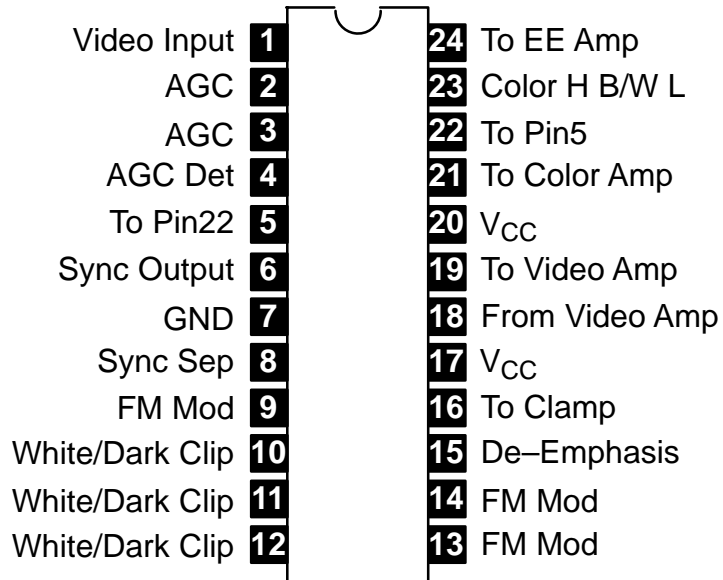 Video Input 1 24 To EE Amp
AGC 2 23 Color H B/W L
AGC 3 22 To Pin5
AGC Det 4 21 To Color Amp
To Pin22 5 20 VCC
Sync Output 6 19 To Video Amp
GND 7 18 From Video Amp
Sync Sep 8 17 VCC
FM Mod 9 16 To Clamp
White/Dark Clip 10 15 De–Emphasis
White/Dark Clip 11 14 FM Mod
White/Dark Clip 12 13 FM Mod